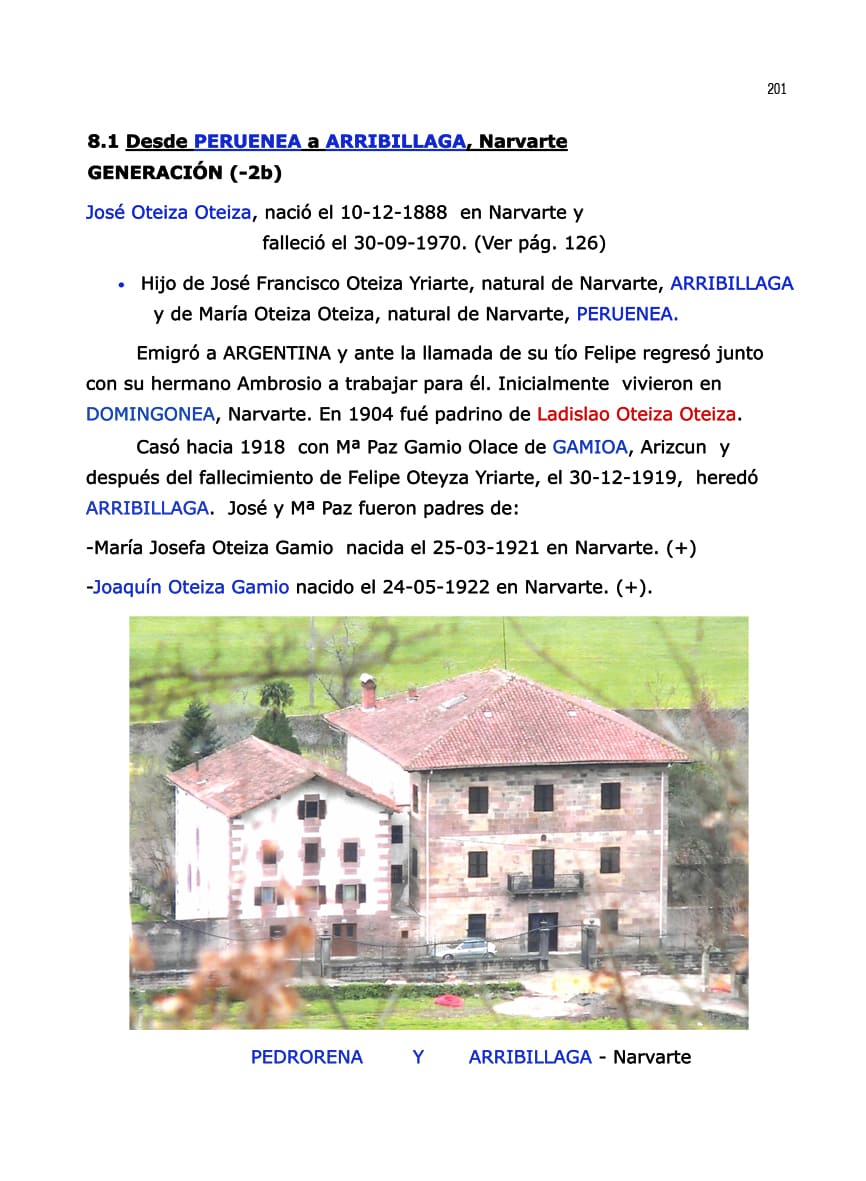 201
8.1 Desde PERUENEA a ARRIBILLAGA, Narvarte
GENERACIÓN (-2b)
José Oteiza Oteiza, nació el 10-12-1888 en Narvarte y
falleció el 30-09-1970. (Ver pág. 126)
• Hijo de José Francisco Oteiza Yriarte, natural de Narvarte, ARRIBILLAGA
y de María Oteiza Oteiza, natural de Narvarte, PERUENEA.
Emigró a ARGENTINA y ante la llamada de su tío Felipe regresó junto
con su hermano Ambrosio a trabajar para él. Inicialmente vivieron en
DOMINGONEA, Narvarte. En 1904 fué padrino de Ladislao Oteiza Oteiza.
Casó hacia 1918 con Mª Paz Gamio Olace de GAMIOA, Arizcun y
después del fallecimiento de Felipe Oteyza Yriarte, el 30-12-1919, heredó
ARRIBILLAGA. José y Mª Paz fueron padres de:
-María Josefa Oteiza Gamio nacida el 25-03-1921 en Narvarte. (+)
-Joaquín Oteiza Gamio nacido el 24-05-1922 en Narvarte. (+).
PEDRORENA Y ARRIBILLAGA - Narvarte